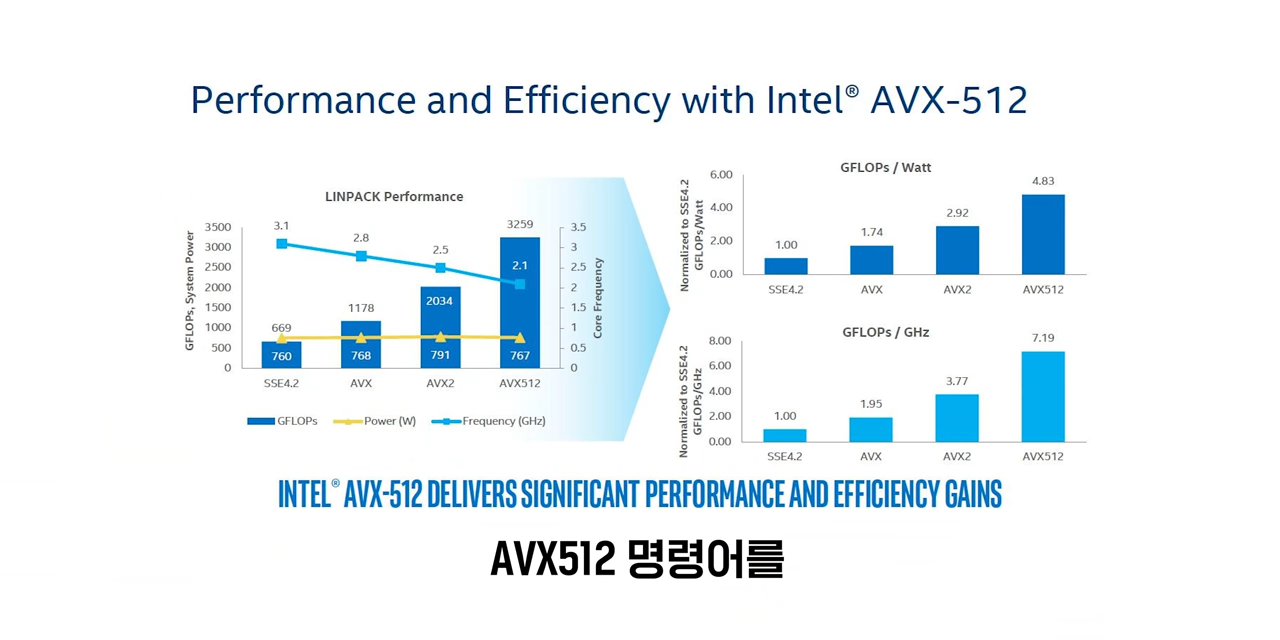 Performance and Efficiency with Intel® AVX-512
LINPACK Performance
GFLOPs, System Power
3500
3000
2500
2000
1500
1000
500
0
3.1
2.8
2.5
2.1
669
1178
2034
3259
760
768
791
767
SSE4.2
AVX
AVX2
AVX512
3.5
3
2.5
2
1.5
1
0.5
0
Core Frequency
GFLOPs
Power (W)
Frequency (GHz)
GFLOPs / Watt
Normalized to SSE4.2
GFLOPs/Watt
6.00
4.00
2.00
0.00
1.00
1.74
2.92
4.83
SSE4.2
AVX
AVX2
AVX512
GFLOPs / GHz
Normalized to SSE4.2
GFLOPs/GHz
8.00
6.00
4.00
2.00
0.00
1.00
1.95
3.77
7.19
SSE4.2
AVX
AVX2
AVX512
INTEL® AVX-512 DELIVERS SIGNIFICANT PERFORMANCE AND EFFICIENCY GAINS
AVX512 명령어를